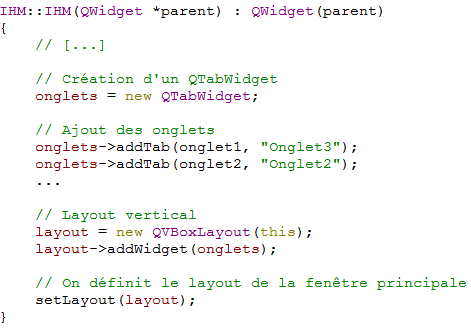 IHM::IHM(QWidget *parent) : QWidget(parent)
{
// [...]
// Création d'un QTabWidget
onglets = new QTabWidget;
// Ajout des onglets
onglets->addTab(onglet1, "Onglet3");
onglets->addTab(onglet2, "Onglet2");
...
// Layout vertical
layout = new QVBoxLayout(this);
layout->addWidget(onglets);
// On définit le layout de la fenêtre principale
setLayout(layout);
}